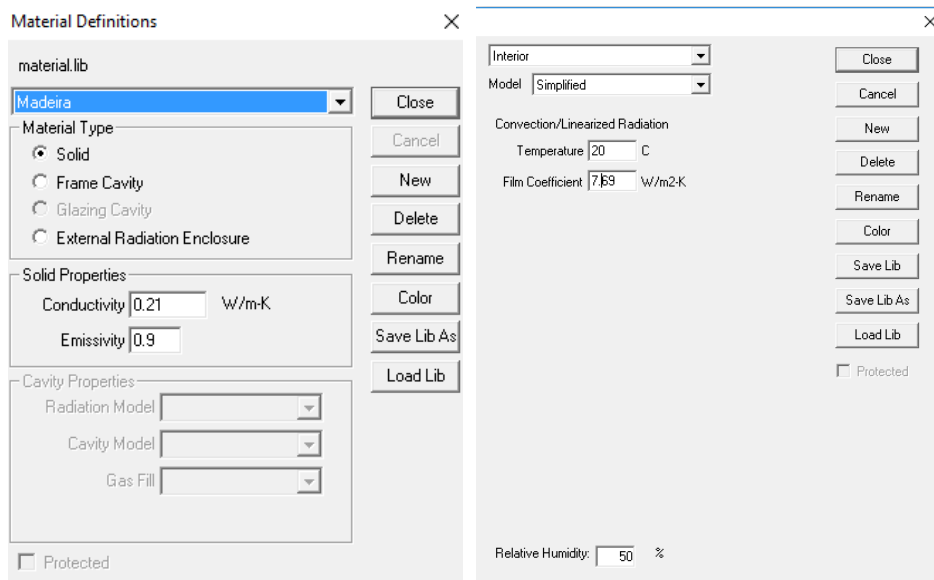 Material Definitions
material.lib
Madeira
Material Type
Solid
Frame Cavity
Glazing Cavity
External Radiation Enclosure
Solid Properties
Conductivity 0.21 W/m-K
Emissivity 0.9
Cavity Properties
Radiation Model
Cavity Model
Gas Fill
Protected
Close
Cancel
New
Delete
Rename
Color
Save Lib As
Load Lib
Interior
Model Simplified
Convection/Linearized Radiation
Temperature 20 C
Film Coefficient 7.69 W/m2-K
Relative Humidity: 50 %
Close
Cancel
New
Delete
Rename
Color
Save Lib
Save Lib As
Load Lib
Protected